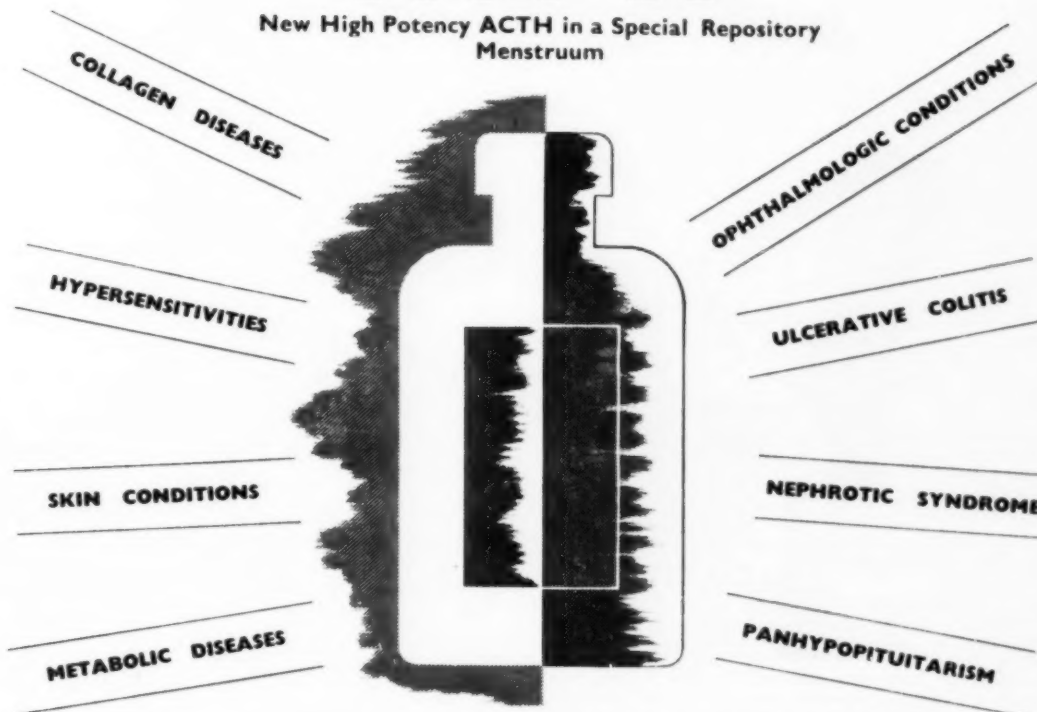 New High Potency ACTH in a Special Repository
Menstruum
COLLAGEN DISEASES
HYPERSENSITIVITIES
SKIN CONDITIONS
METABOLIC DISEASES
OPHTHALMOLOGIC CONDITIONS
ULCERATIVE COLITIS
NEPHROTIC SYNDROME
PANHYPOPITUITARISM